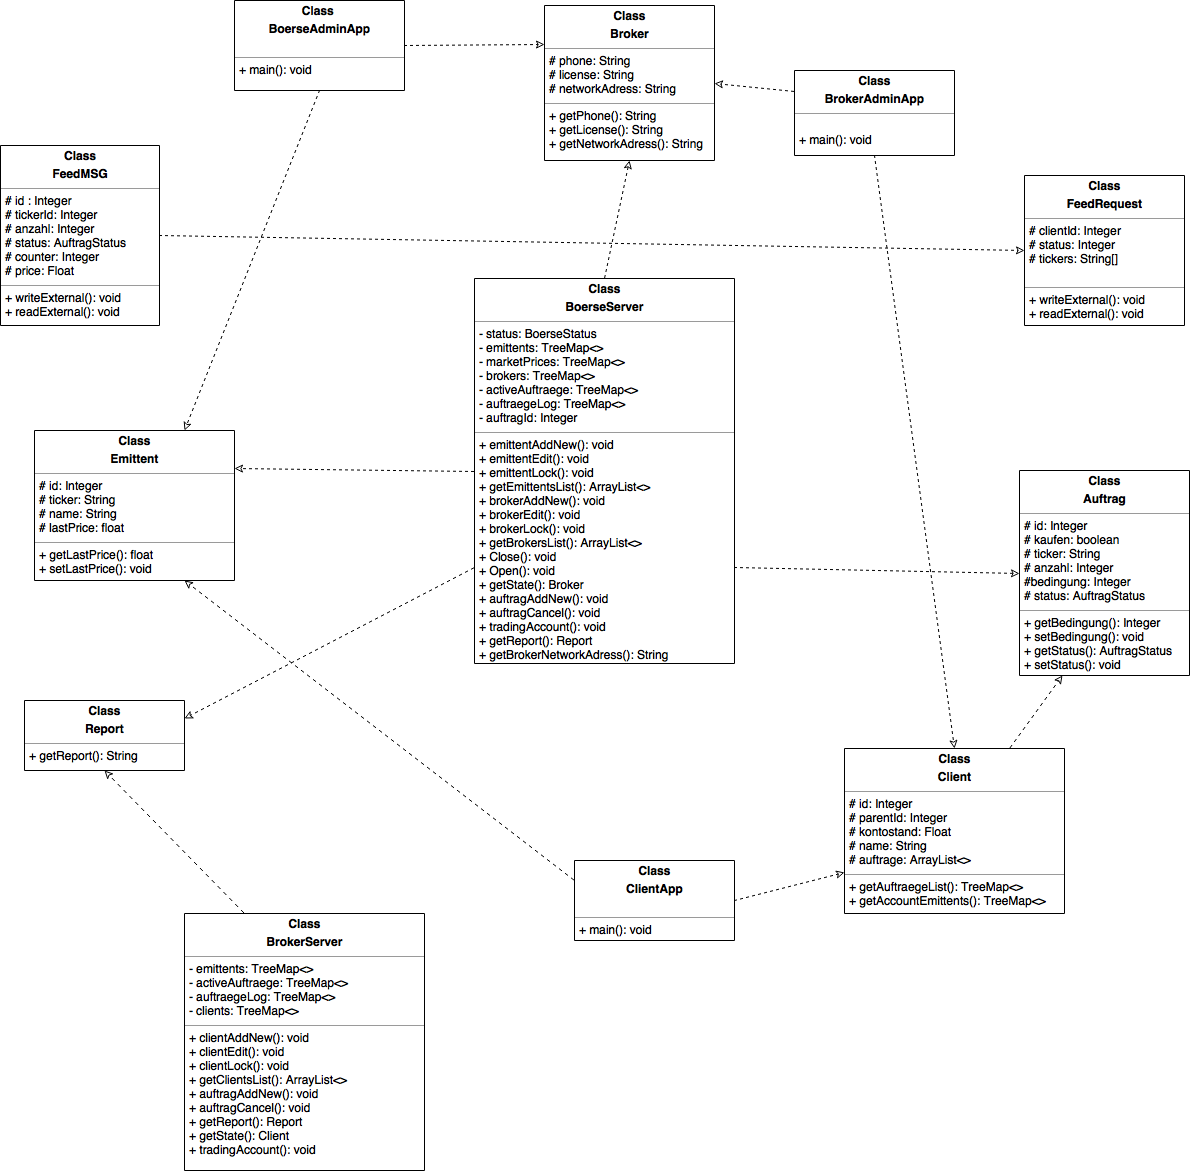 Class
BoerseAdminApp
+ main(): void
Class
Broker
# phone: String
# license: String
# networkAdress: String
+ getPhone(): String
+ getLicense(): String
+ getNetworkAdress(): String
Class
BrokerAdminApp
+ main(): void
Class
FeedMSG
# id : Integer
# tickerId: Integer
# anzahl: Integer
# status: AuftragStatus
# counter: Integer
# price: Float
+ writeExternal(): void
+ readExternal(): void
Class
FeedRequest
# clientId: Integer
# status: Integer
# tickers: String[]
+ writeExternal(): void
+ readExternal(): void
Class
BoerseServer
- status: BoerseStatus
- emittents: TreeMap<>
- marketPrices: TreeMap<>
- brokers: TreeMap<>
- activeAuftraege: TreeMap<>
- auftraegeLog: TreeMap<>
- auftragId: Integer
+ emittentAddNew(): void
+ emittentEdit(): void
+ emittentLock(): void
+ getEmittentsList(): ArrayList<>
+ brokerAddNew(): void
+ brokerEdit(): void
+ brokerLock(): void
+ getBrokersList(): ArrayList<>
+ Close(): void
+ Open(): void
+ getState(): Broker
+ auftragAddNew(): void
+ auftragCancel(): void
+ tradingAccount(): void
+ getReport(): Report
+ getBrokerNetworkAdress(): String
Class
Emittent
# id: Integer
# ticker: String
# name: String
# lastPrice: float
+ getLastPrice(): float
+ setLastPrice(): void
Class
Auftrag
# id: Integer
# kaufen: boolean
# ticker: String
# anzahl: Integer
#bedingung: Integer
# status: AuftragStatus
+ getBedingung(): Integer
+ setBedingung(): void
+ getStatus(): AuftragStatus
+ setStatus(): void
Class
Report
+ getReport(): String
Class
Client
# id: Integer
# parentId: Integer
# kontostand: Float
# name: String
# auftrage: ArrayList<>
+ getAuftraegeList(): TreeMap<>
+ getAccountEmittents(): TreeMap<>
Class
ClientApp
+ main(): void
Class
BrokerServer
- emittents: TreeMap<>
- activeAuftraege: TreeMap<>
- auftraegeLog: TreeMap<>
- clients: TreeMap<>
+ clientAddNew(): void
+ clientEdit(): void
+ clientLock(): void
+ getClientsList(): ArrayList<>
+ auftragAddNew(): void
+ auftragCancel(): void
+ getReport(): Report
+ getState(): Client
+ tradingAccount(): void